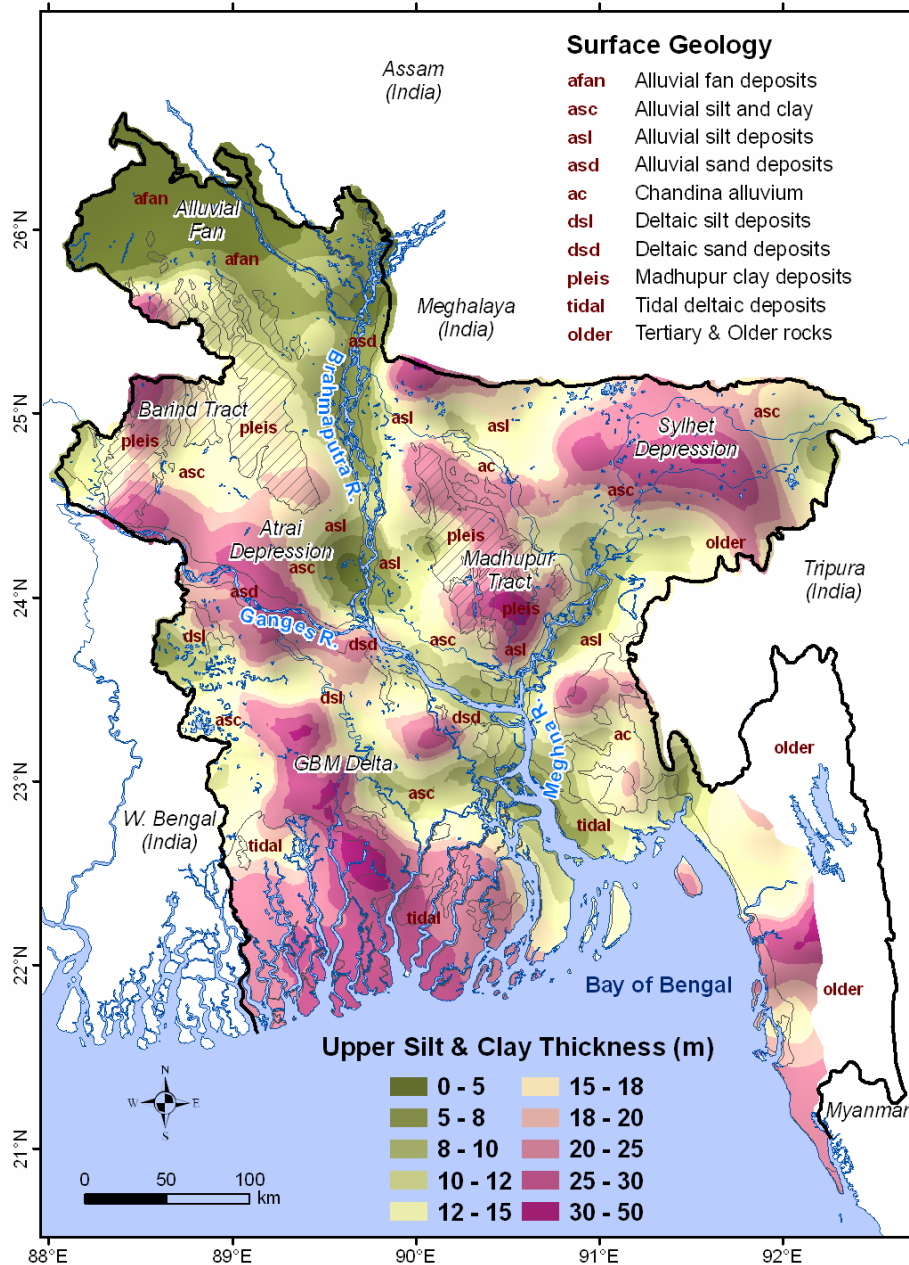 Surface Geology
afan Alluvial fan deposits
asc Alluvial silt and clay
asl Alluvial silt deposits
asd Alluvial sand deposits
ac Chandina alluvium
dsl Deltaic silt deposits
dsd Deltaic sand deposits
pleis Madhupur clay deposits
tidal Tidal deltaic deposits
older Tertiary & Older rocks
Assam
(India)
afan
Alluvial
Fan
afan
26°N
Meghalaya
(India)
asd
Brahmaputra R.
25°N
Barind Tract
pleis
pleis
asc
asl
asl
ac
asc
Sylhet
Depression
asc
Atrai
Depression
asl
asc
asl
pleis
Madhupur
Tract
pleis
older
Tripura
(India)
24°N
asd
Ganges R.
dsl
dsd
asc
asl
asl
dsl
asc
dsd
Meghna R.
ac
older
23°N
GBM Delta
asc
W. Bengal
(India)
tidal
tidal
tidal
22°N
Bay of Bengal
older
Myanmar
21°N
Upper Silt & Clay Thickness (m)
0 - 5
5 - 8
8 - 10
10 - 12
12 - 15
15 - 18
18 - 20
20 - 25
25 - 30
30 - 50
N
W E
S
0 50 100
km
88°E 89°E 90°E 91°E 92°E